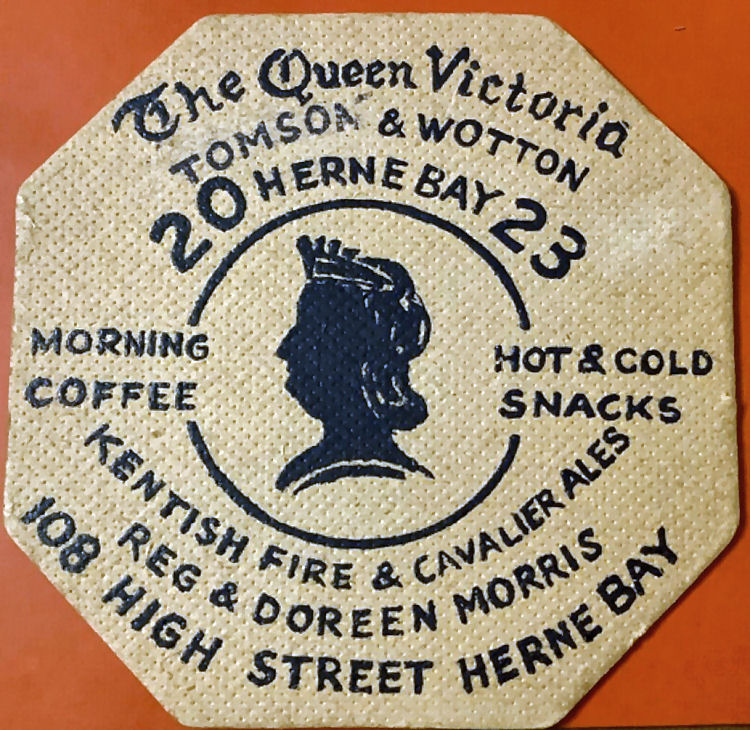 The Queen Victoria
TOMSON & WOTTON
HERNE BAY
20 23
MORNING
COFFEE
HOT & COLD
SNACKS
KENTISH FIRE & CAVALIER ALES
REG & DOREEN MORRIS
108 HIGH STREET HERNE BAY